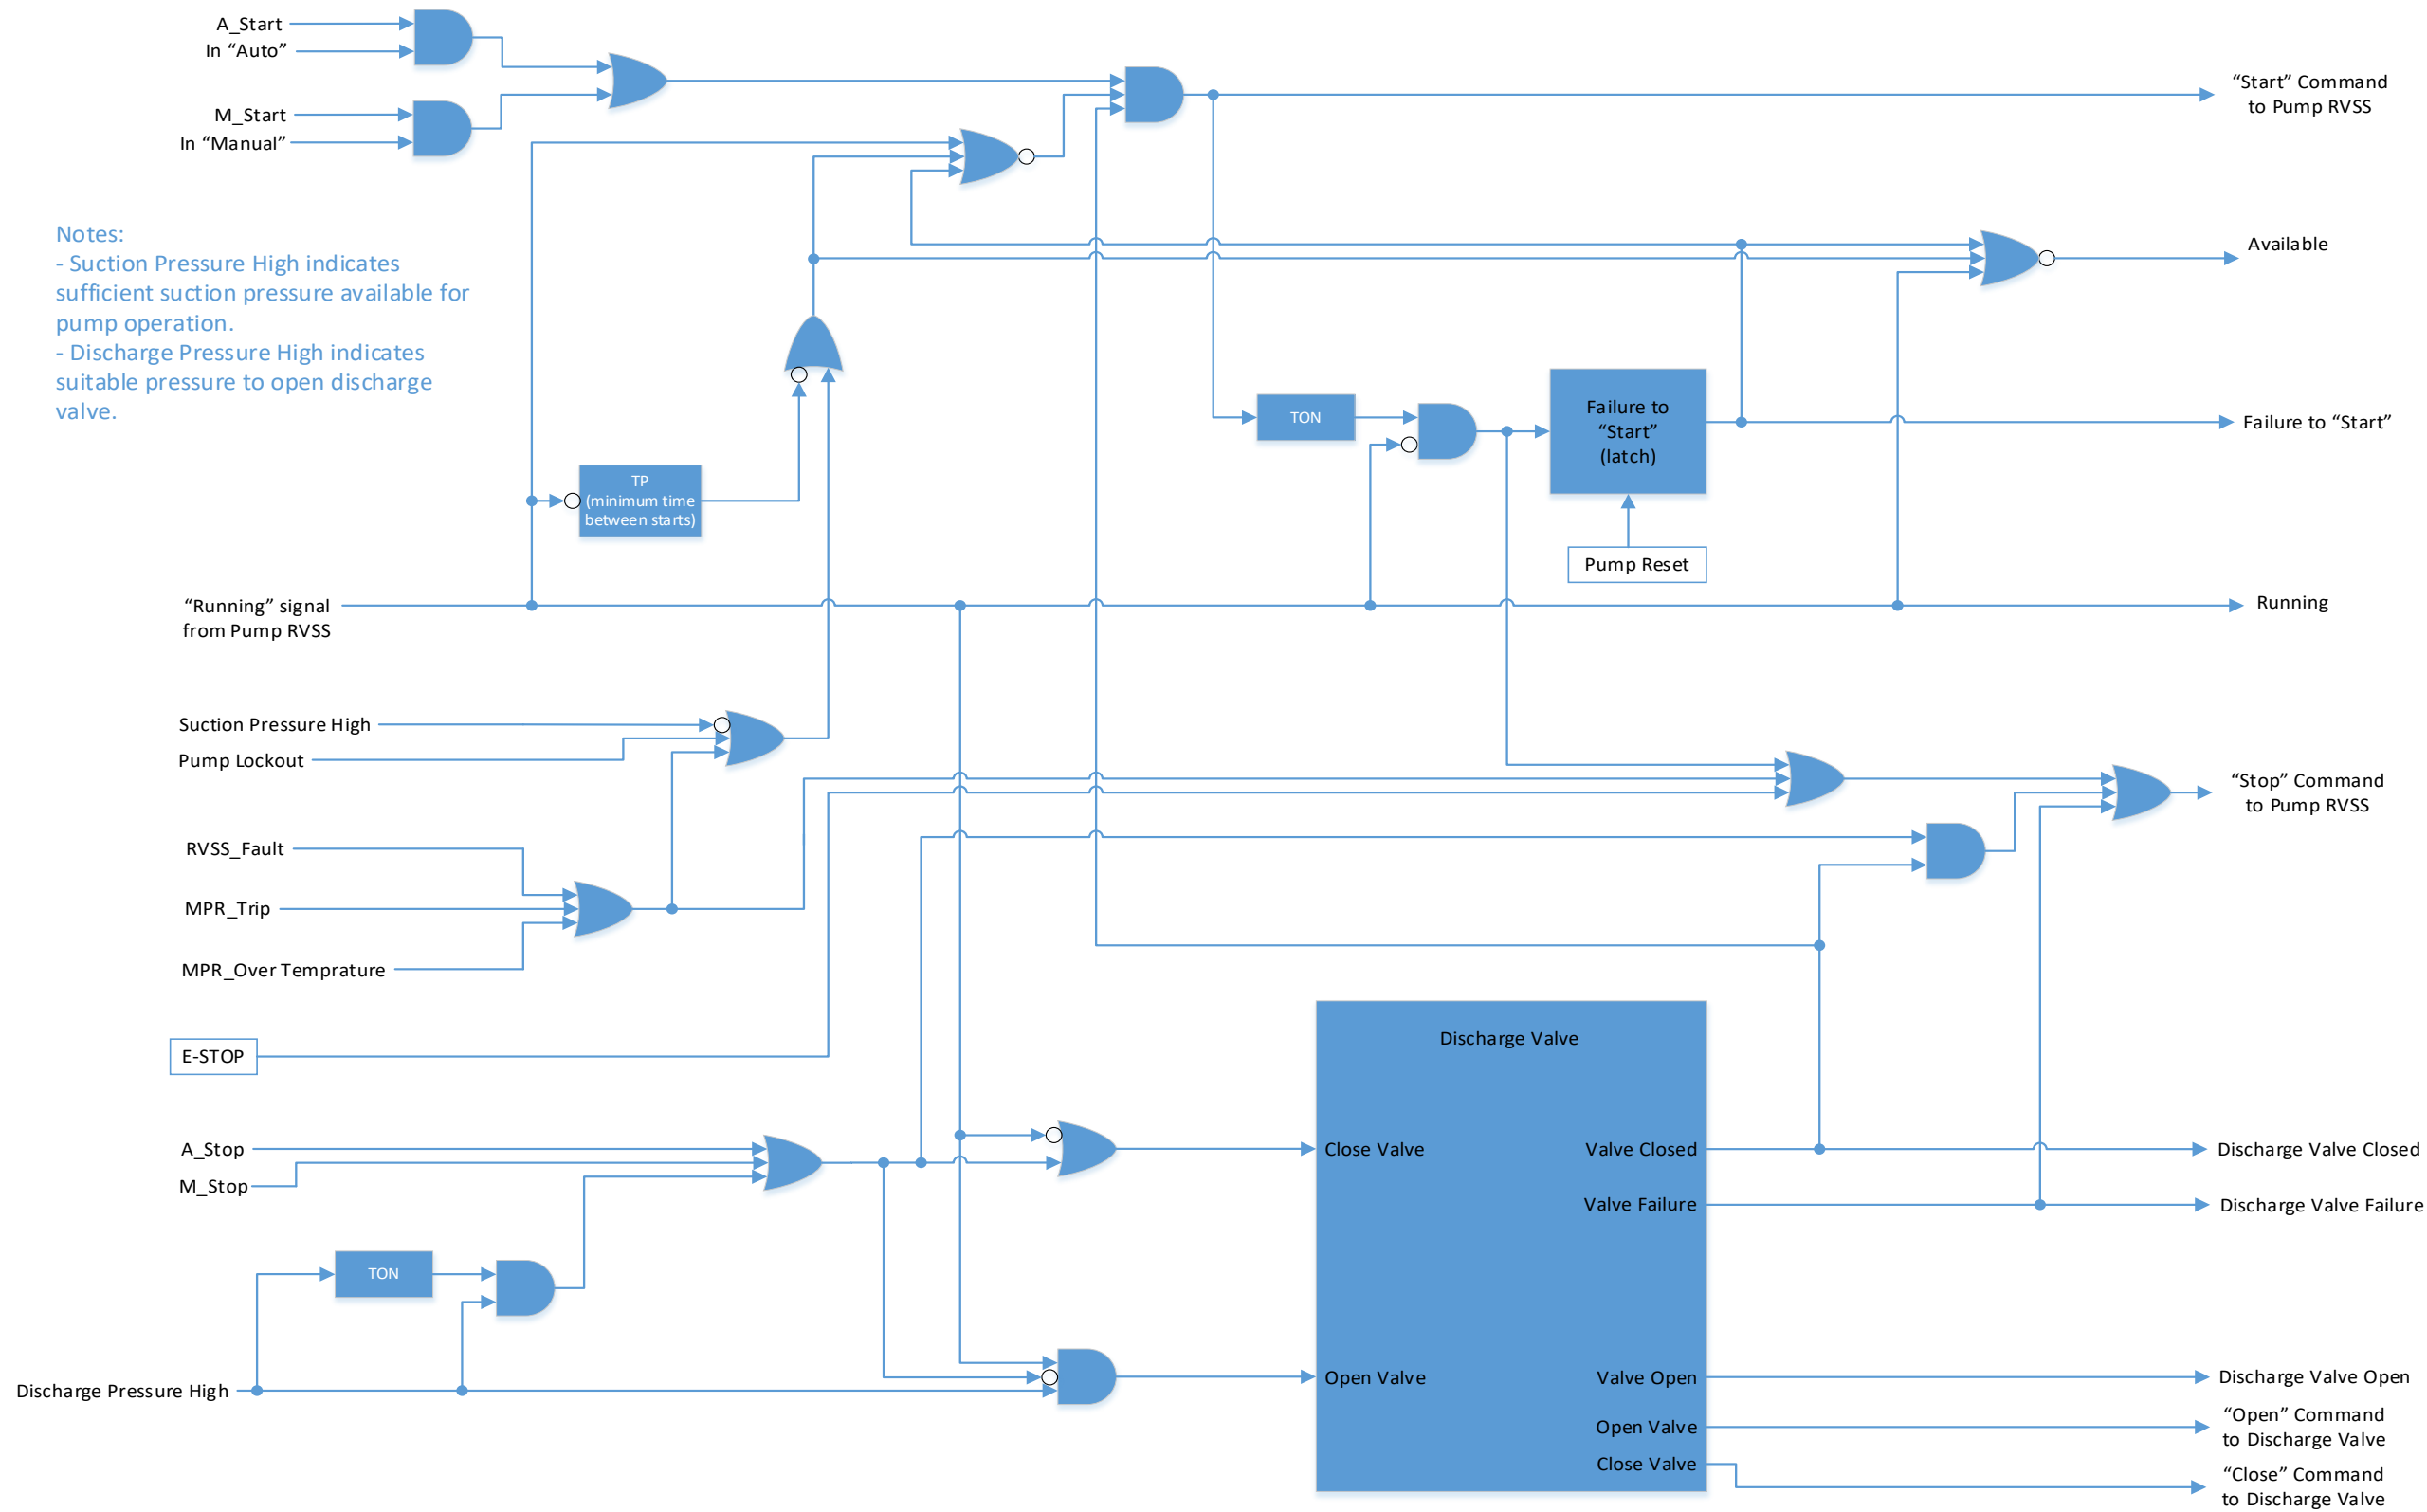 A_Start
In “Auto”
M_Start
In “Manual”
“Start” Command
to Pump RVSS
Notes:
- Suction Pressure High indicates
sufficient suction pressure available for
pump operation.
- Discharge Pressure High indicates
suitable pressure to open discharge
valve.
Available
TON
Failure to
“Start”
(latch)
Failure to “Start”
TP
(minimum time
between starts)
Pump Reset
“Running” signal
from Pump RVSS
Running
Suction Pressure High
Pump Lockout
“Stop” Command
to Pump RVSS
RVSS_Fault
MPR_Trip
MPR_Over Temprature
E-STOP
Discharge Valve
A_Stop
M_Stop
Close Valve
Valve Closed
Discharge Valve Closed
Valve Failure
Discharge Valve Failure
TON
Discharge Pressure High
Open Valve
Valve Open
Discharge Valve Open
Open Valve
“Open” Command
to Discharge Valve
Close Valve
“Close” Command
to Discharge Valve